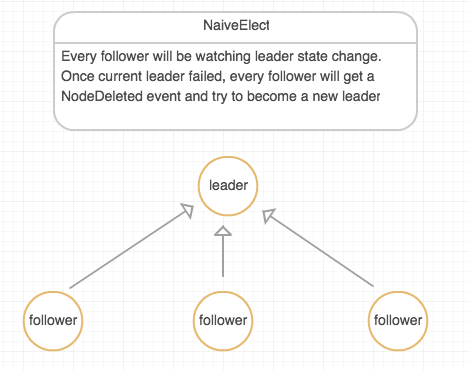 NaiveElect
Every follower will be watching leader state change.
Once current leader failed, every follower will get a
NodeDeleted event and try to become a new leader
leader
follower
follower
follower